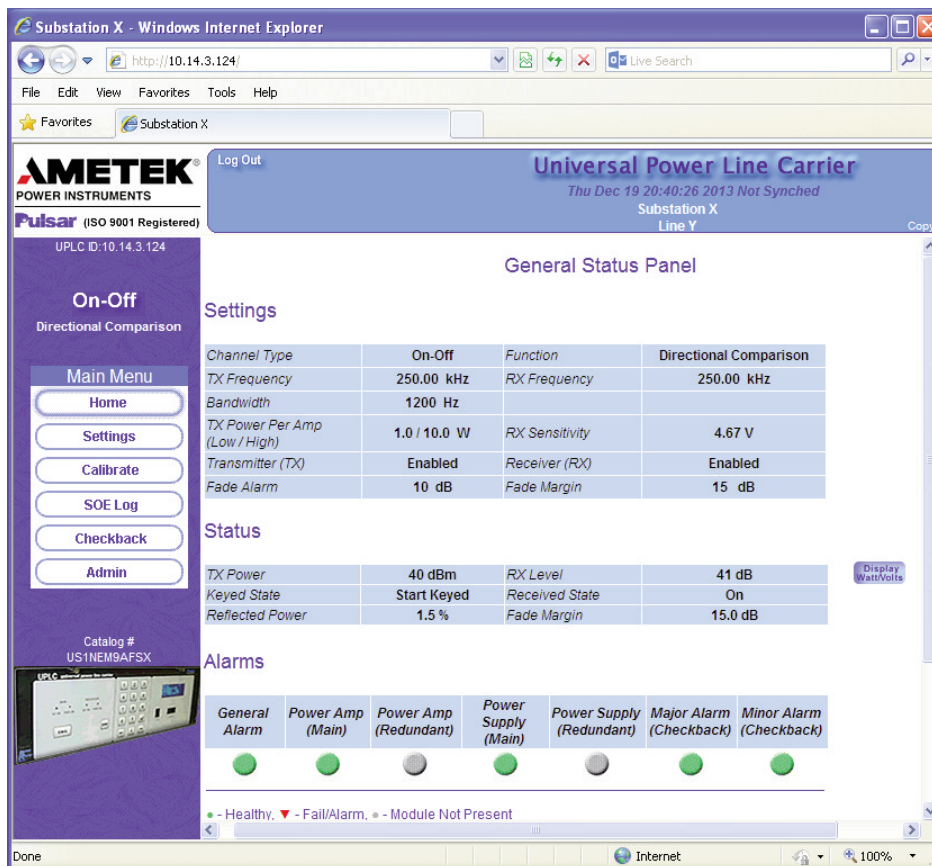 Substation X - Windows Internet Explorer
http://10.14.3.124/
Live Search
File Edit View Favorites Tools Help
Favorites Substation X
AMETEK®
POWER INSTRUMENTS
Pulsar (ISO 9001 Registered)
Log Out
Universal Power Line Carrier
Thu Dec 19 20:40:26 2013 Not Synched
Substation X
Line Y
Copy
UPLC ID:10.14.3.124
On-Off
Directional Comparison
Main Menu
Home
Settings
Calibrate
SOE Log
Checkback
Admin
Catalog #
US1NEM9AFSX
UPLC universal power line carrier
General Status Panel
Settings
Channel Type On-Off Function Directional Comparison
TX Frequency 250.00 kHz RX Frequency 250.00 kHz
Bandwidth 1200 Hz
TX Power Per Amp (Low / High) 1.0 / 10.0 W RX Sensitivity 4.67 V
Transmitter (TX) Enabled Receiver (RX) Enabled
Fade Alarm 10 dB Fade Margin 15 dB
Status
TX Power 40 dBm RX Level 41 dB
Keyed State Start Keyed Received State On
Reflected Power 1.5 % Fade Margin 15.0 dB
Display Watt/Volts
Alarms
General Alarm Power Amp (Main) Power Amp (Redundant) Power Supply (Main) Power Supply (Redundant) Major Alarm (Checkback) Minor Alarm (Checkback)
- Healthy, - Fail/Alarm, - Module Not Present
Done Internet 100%